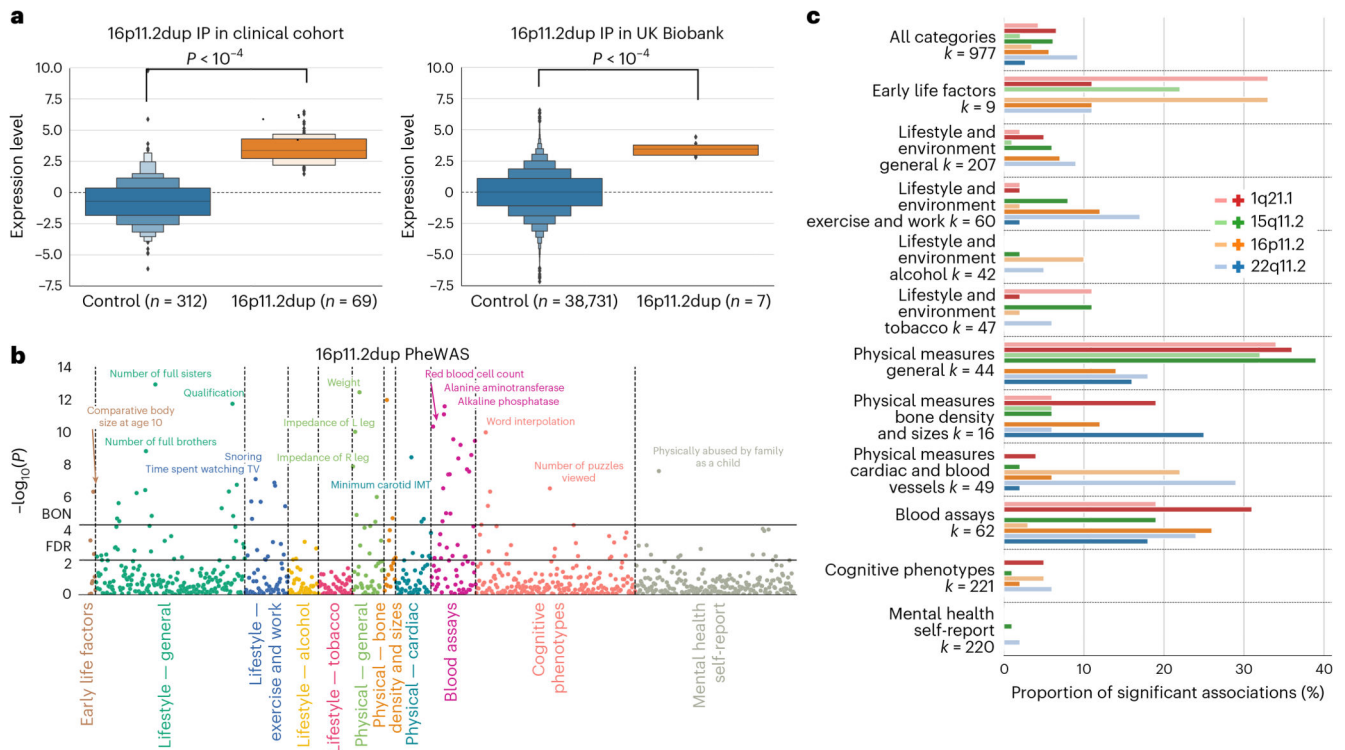 a
16p11.2dup IP in clinical cohort
P < 10⁻⁴
Expression level
10.0
7.5
5.0
2.5
0
−2.5
−5.0
−7.5
Control (n = 312)
16p11.2dup (n = 69)
16p11.2dup IP in UK Biobank
P < 10⁻⁴
Expression level
10.0
7.5
5.0
2.5
0
−2.5
−5.0
−7.5
Control (n = 38,731)
16p11.2dup (n = 7)
b
16p11.2dup PheWAS
−log₁₀(P)
14
12
10
8
6
BON
4
FDR
2
0
Number of full sisters
Qualification
Comparative body
size at age 10
Number of full brothers
Snoring
Time spent watching TV
Weight
Impedance of L leg
Impedance of R leg
Minimum carotid IMT
Red blood cell count
Alanine aminotransferase
Alkaline phosphatase
Word interpolation
Number of puzzles
viewed
Physically abused by family
as a child
Early life factors
Lifestyle — general
Lifestyle —
exercise and work
Lifestyle — alcohol
Lifestyle — tobacco
Physical — general
Physical — bone
density and sizes
Physical — cardiac
Blood assays
Cognitive
phenotypes
Mental health
self-report
c
All categories
k = 977
Early life factors
k = 9
Lifestyle and
environment
general k = 207
Lifestyle and
environment
exercise and work k = 60
Lifestyle and
environment
alcohol k = 42
Lifestyle and
environment
tobacco k = 47
Physical measures
general k = 44
Physical measures
bone density
and sizes k = 16
Physical measures
cardiac and blood
vessels k = 49
Blood assays
k = 62
Cognitive phenotypes
k = 221
Mental health
self-report
k = 220
1q21.1
15q11.2
16p11.2
22q11.2
0
10
20
30
40
Proportion of significant associations (%)